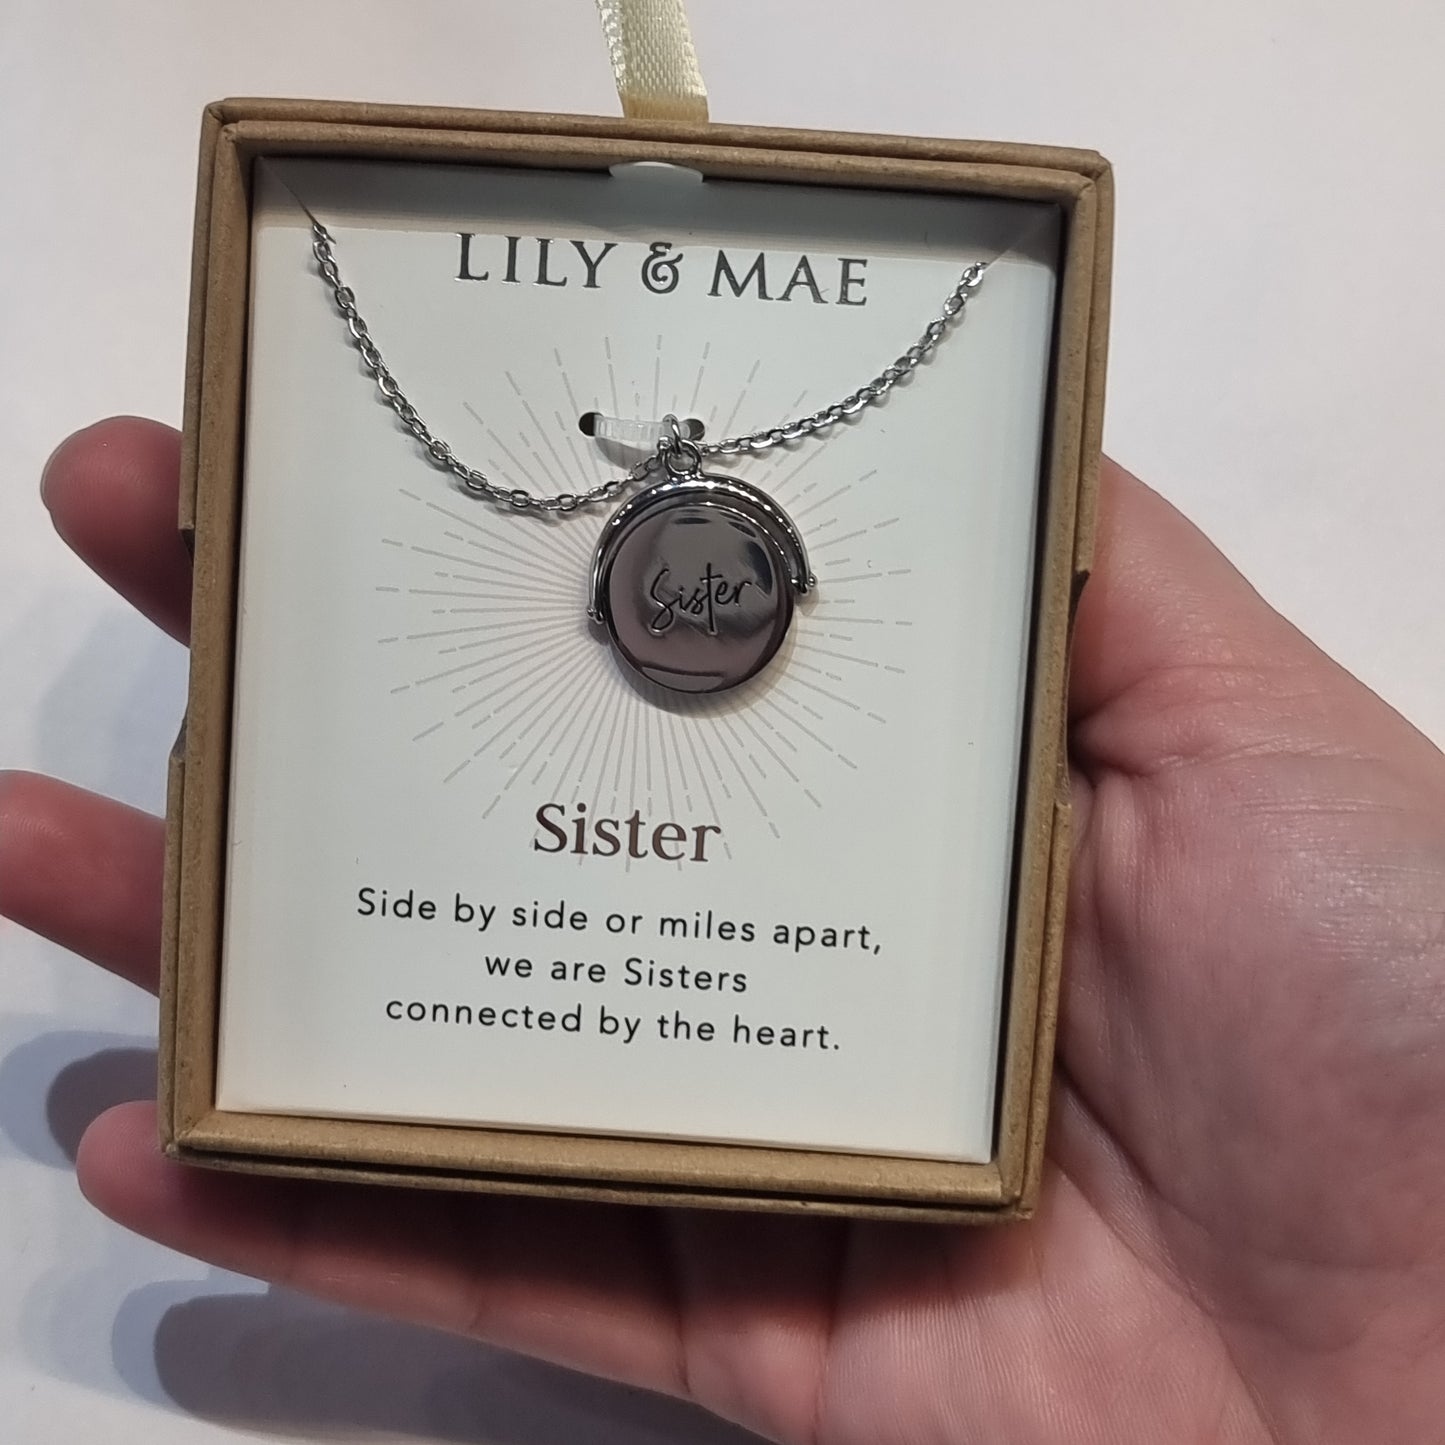 LILY & MAE
Sister
Sister
Side by side or miles apart,
we are Sisters
connected by the heart.